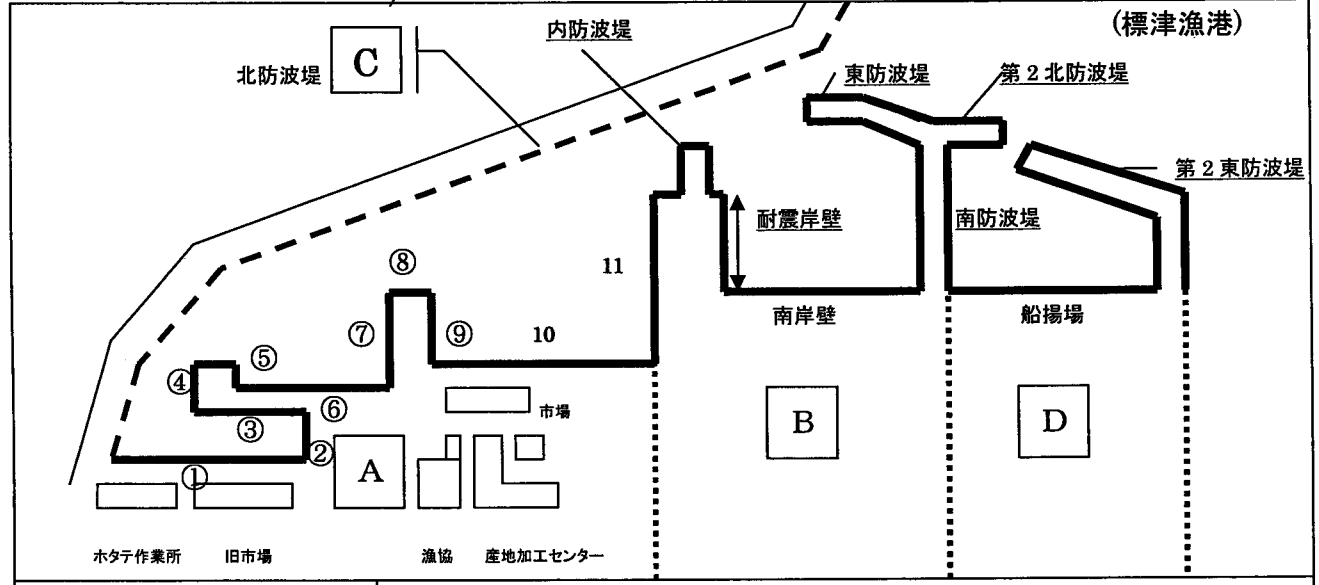 (標津漁港)
内防波堤
C
北防波堤
東防波堤
第2北防波堤
第2東防波堤
耐震岸壁
南防波堤
⑧
11
南岸壁
船揚場
⑦
⑨
10
⑤
④
⑥
市場
③
B
D
②
A
①
ホタテ作業所
旧市場
漁協
産地加工センター